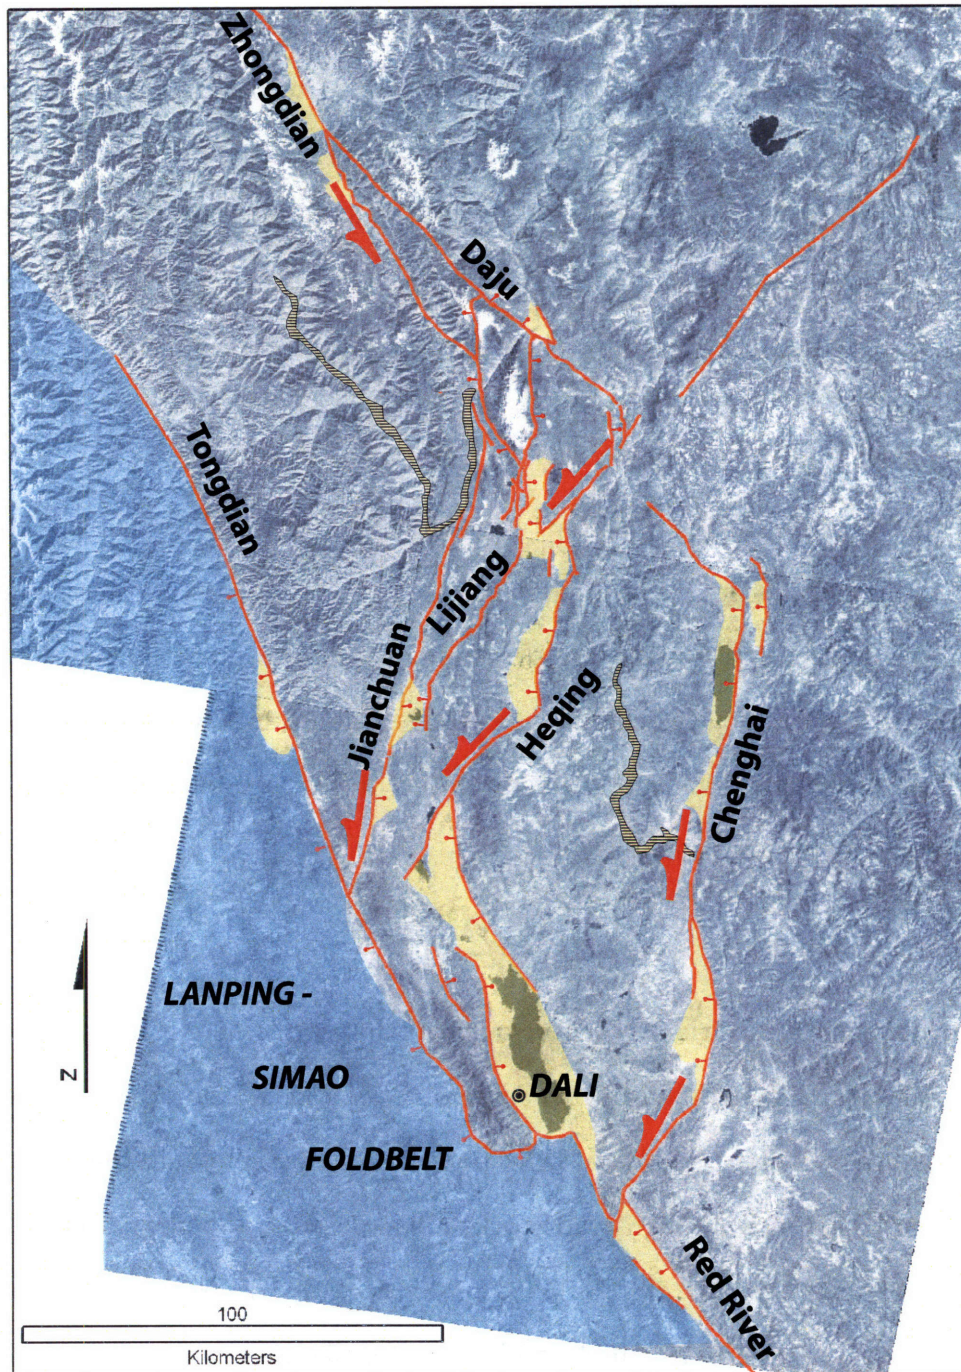 Zhongdian
Daju
Tongdian
Lijiang
Jianchuan
Heqing
Chenghai
LANPING -
SIMAO
FOLDBELT
DALI
N
Red River
100
Kilometers